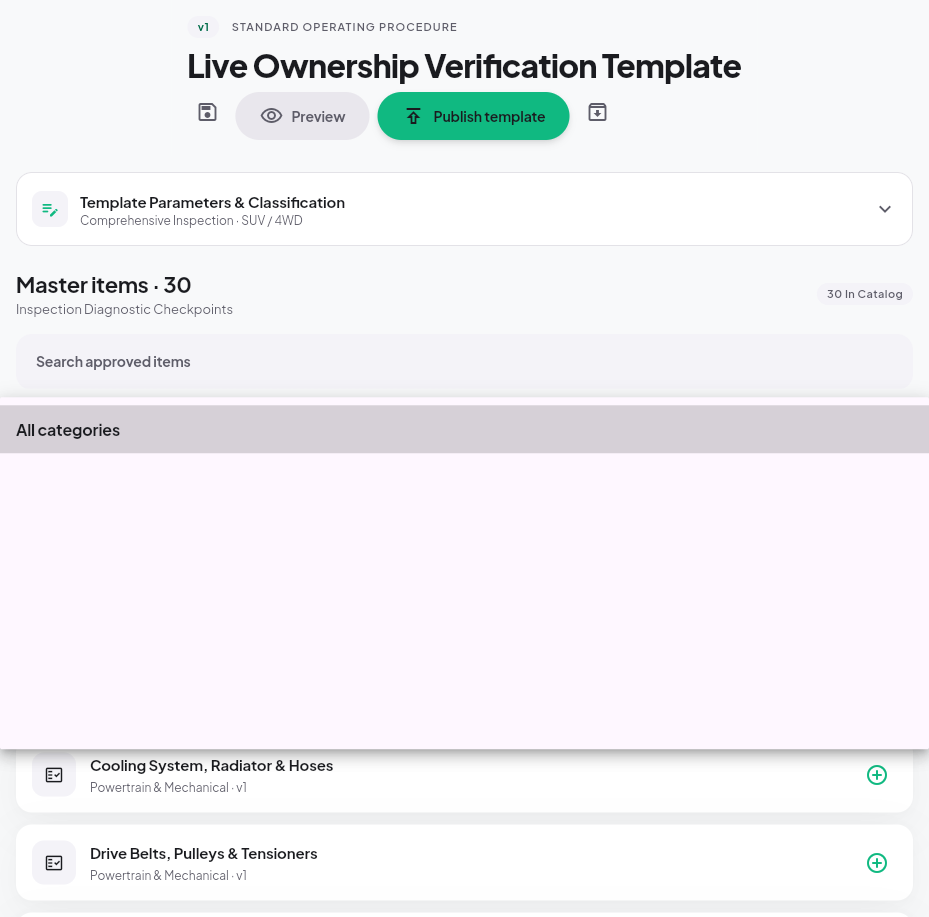 v1 STANDARD OPERATING PROCEDURE
Live Ownership Verification Template
Preview Publish template
Template Parameters & Classification
Comprehensive Inspection · SUV / 4WD
Master items · 30
30 In Catalog
Inspection Diagnostic Checkpoints
Search approved items
All categories
Cooling System, Radiator & Hoses
Powertrain & Mechanical · v1
Drive Belts, Pulleys & Tensioners
Powertrain & Mechanical · v1